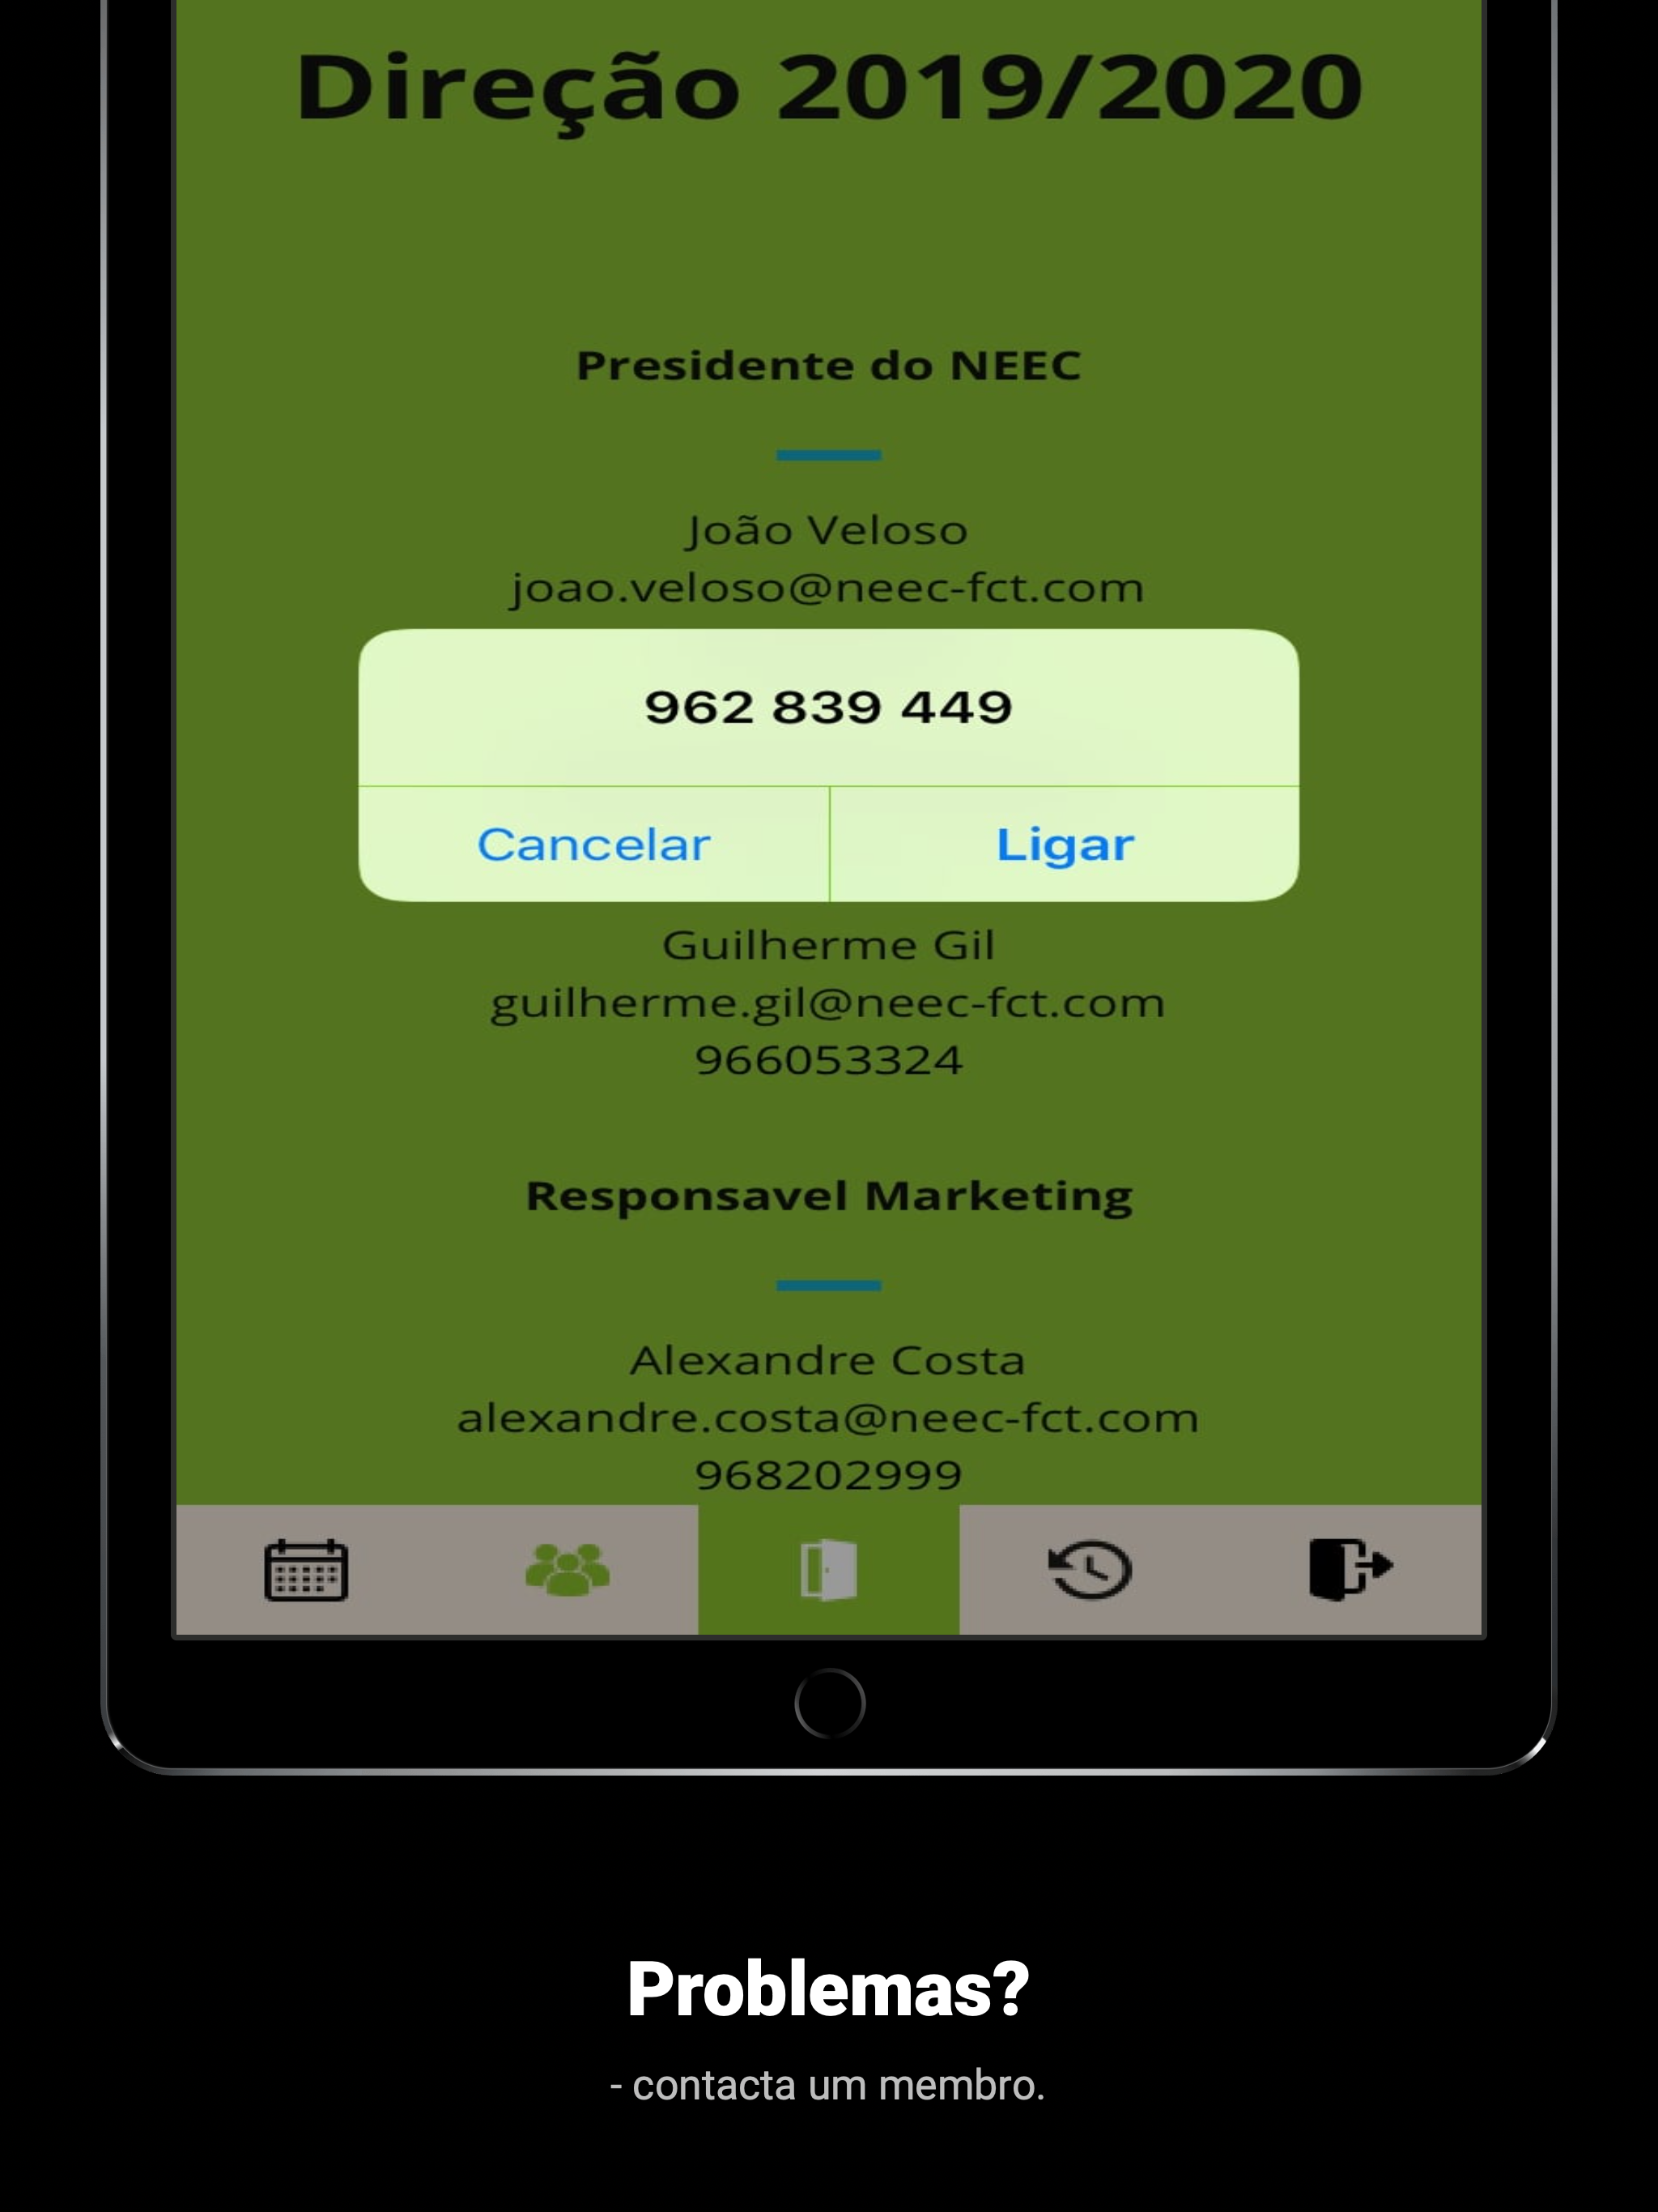 Direção 2019/2020
Presidente do NEEC
João Veloso
joao.veloso@neec-fct.com
962 839 449
Cancelar
Ligar
Guilherme Gil
guilherme.gil@neec-fct.com
966053324
Responsavel Marketing
Alexandre Costa
alexandre.costa@neec-fct.com
968202999
Problemas?
- contacta um membro.